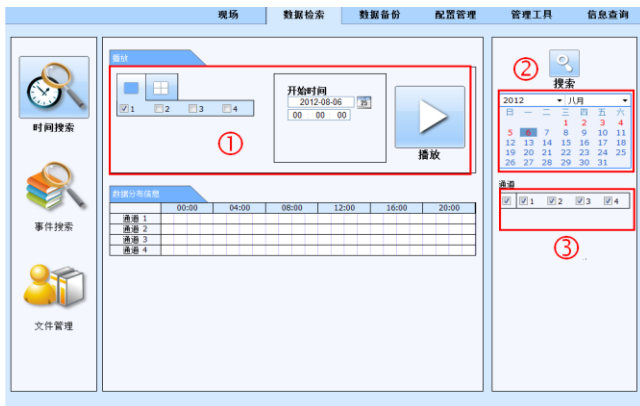 现场 数据检索 数据备份 配置管理 管理工具 信息查询
时间搜索
事件搜索
文件管理
播放
1 2 3 4
①
开始时间
2012-08-06
00 : 00 : 00
播放
数据分布信息
00:00 04:00 08:00 12:00 16:00 20:00
通道 1
通道 2
通道 3
通道 4
②
搜索
2012 八月
日 一 二 三 四 五 六
1 2 3 4
5 6 7 8 9 10 11
12 13 14 15 16 17 18
19 20 21 22 23 24 25
26 27 28 29 30 31
通道
1 2 3 4
③